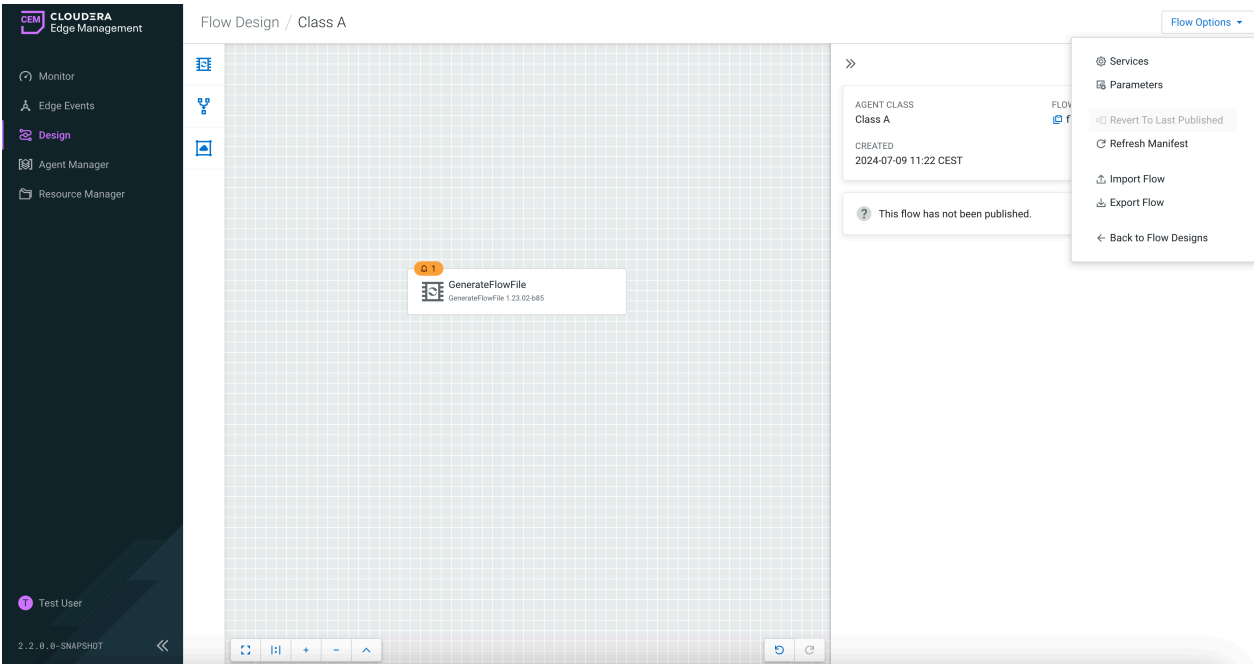 CEM CLOUDERA
Edge Management
Monitor
Edge Events
Design
Agent Manager
Resource Manager
T Test User
2.2.0.0-SNAPSHOT
Flow Design / Class A
Flow Options
1
GenerateFlowFile
GenerateFlowFile 1.23.02-b85
AGENT CLASS
Class A
CREATED
2024-07-09 11:22 CEST
? This flow has not been published.
Services
Parameters
Revert To Last Published
Refresh Manifest
Import Flow
Export Flow
Back to Flow Designs